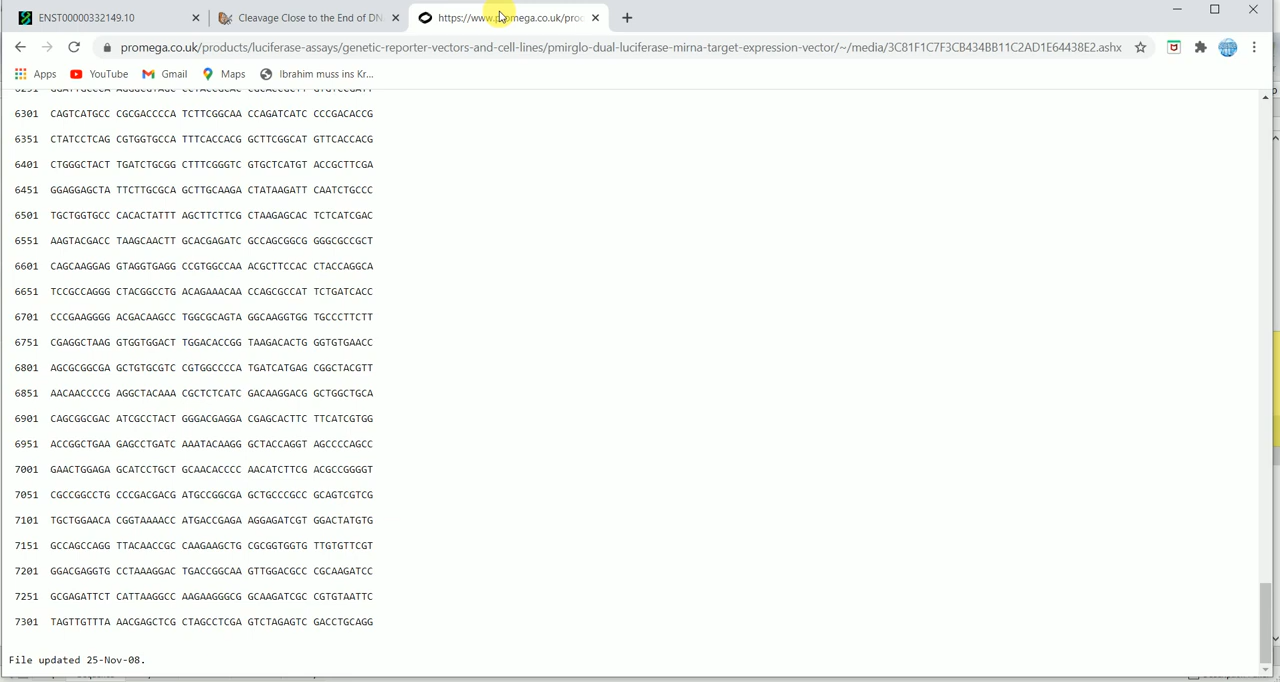 ENST00000332149.10
Cleavage Close to the End of DN
https://www.promega.co.uk/proc
promega.co.uk/products/luciferase-assays/genetic-reporter-vectors-and-cell-lines/pmirglo-dual-luciferase-mirna-target-expression-vector/~/media/3C81F1C7F3CB434BB11C2AD1E64438E2.ashx
Apps YouTube Gmail Maps Ibrahim muss ins Kr...
6301 CAGTCATGCC CGCGACCCCA TCTTCGGCAA CCAGATCATC CCCGACACCG
6351 CTATCCTCAG CGTGGTGCCA TTTCACCACG GCTTCGGCAT GTTCACCACG
6401 CTGGGCTACT TGATCTGCGG CTTTCGGGTC GTGCTCATGT ACCGCTTCGA
6451 GGAGGAGCTA TTCTTGCGCA GCTTGCAAGA CTATAAGATT CAATCTGCCC
6501 TGCTGGTGCC CACACTATTT AGCTTCTTCG CTAAGAGCAC TCTCATCGAC
6551 AAGTACGACC TAAGCAACTT GCACGAGATC GCCAGCGGCG GGGCGCCGCT
6601 CAGCAAGGAG GTAGGTGAGG CCGTGGCCAA ACGCTTCCAC CTACCAGGCA
6651 TCCGCCAGGG CTACGGCCTG ACAGAAACAA CCAGCGCCAT TCTGATCACC
6701 CCCGAAGGGG ACGACAAGCC TGGCGCAGTA GGCAAGGTGG TGCCCTTCTT
6751 CGAGGCTAAG GTGGTGGACT TGGACACCGG TAAGACACTG GGTGTGAACC
6801 AGCGCGGCGA GCTGTGCGTC CGTGGCCCCA TGATCATGAG CGGCTACGTT
6851 AACAACCCCG AGGCTACAAA CGCTCTCATC GACAAGGACG GCTGGCTGCA
6901 CAGCGGCGAC ATCGCCTACT GGGACGAGGA CGAGCACTTC TTCATCGTGG
6951 ACCGGCTGAA GAGCCTGATC AAATACAAGG GCTACCAGGT AGCCCCAGCC
7001 GAACTGGAGA GCATCCTGCT GCAACACCCC AACATCTTCG ACGCCGGGGT
7051 CGCCGGCCTG CCCGACGACG ATGCCGGCGA GCTGCCCGCC GCAGTCGTCG
7101 TGCTGGAACA CGGTAAAACC ATGACCGAGA AGGAGATCGT GGACTATGTG
7151 GCCAGCCAGG TTACAACCGC CAAGAAGCTG CGCGGTGGTG TTGTGTTCGT
7201 GGACGAGGTG CCTAAAGGAC TGACCGGCAA GTTGGACGCC CGCAAGATCC
7251 GCGAGATTCT CATTAAGGCC AAGAAGGGCG GCAAGATCGC CGTGTAATTC
7301 TAGTTGTTTA AACGAGCTCG CTAGCCTCGA GTCTAGAGTC GACCTGCAGG
File updated 25-Nov-08.